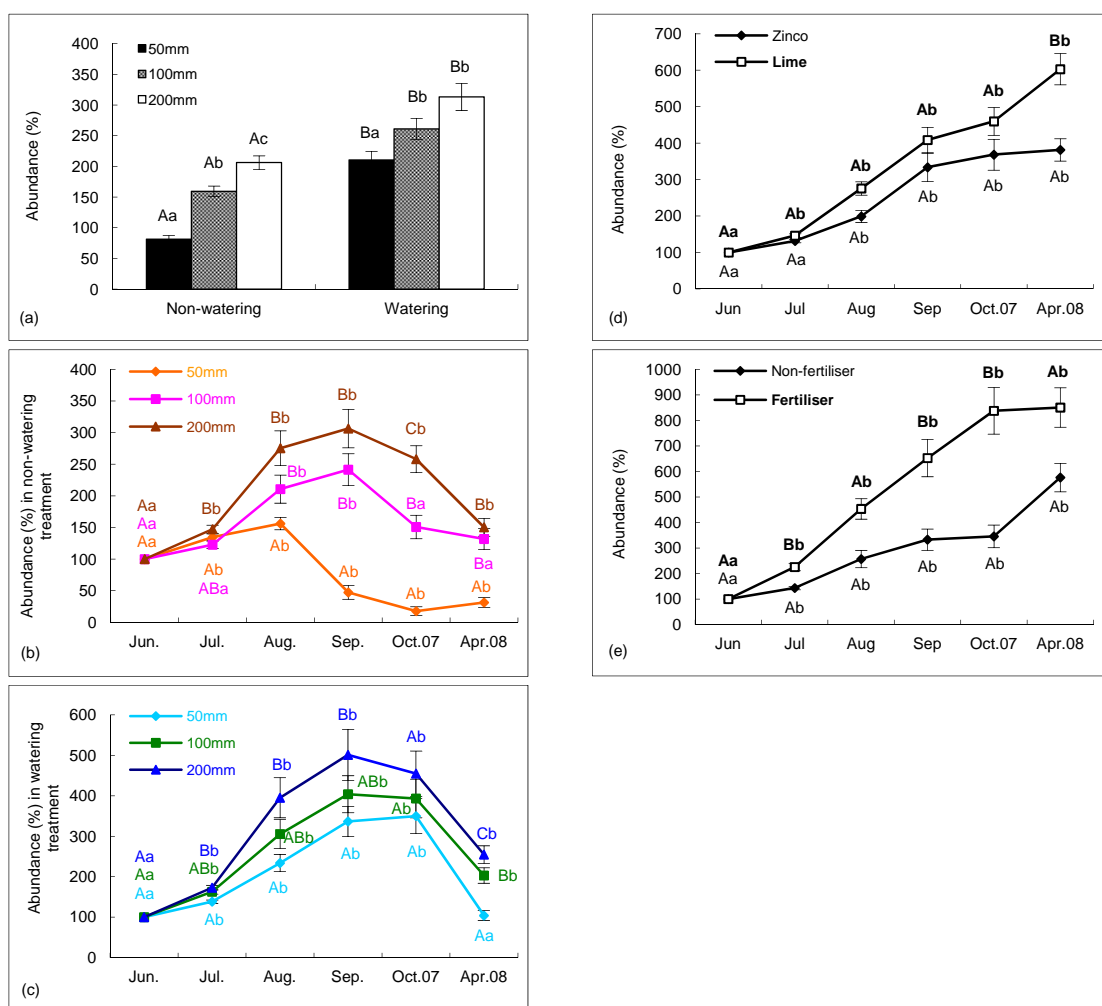 400
350
300
250
200
150
100
50
0
Abundance (%)
50mm
100mm
200mm
Aa
Ab
Ac
Ba
Bb
Bb
Non-watering
Watering
(a)
400
350
300
250
200
150
100
50
0
Abundance (%) in non-watering
treatment
50mm
100mm
200mm
Aa
Aa
Aa
Bb
Ab
ABa
Bb
Bb
Ab
Bb
Bb
Ab
Cb
Ba
Ab
Bb
Ba
Ab
Jun.
Jul.
Aug.
Sep.
Oct.07
Apr.08
(b)
600
500
400
300
200
100
0
Abundance (%) in watering
treatment
50mm
100mm
200mm
Aa
Aa
Aa
Bb
ABb
Ab
Bb
ABb
Ab
Bb
ABb
Ab
Ab
Ab
Ab
Cb
Bb
Aa
Jun.
Jul.
Aug.
Sep.
Oct.07
Apr.08
(c)
700
600
500
400
300
200
100
0
Abundance (%)
Zinco
Lime
Aa
Aa
Ab
Aa
Ab
Ab
Ab
Ab
Ab
Ab
Bb
Ab
Jun
Jul
Aug
Sep
Oct.07
Apr.08
(d)
1000
900
800
700
600
500
400
300
200
100
0
Abundance (%)
Non-fertiliser
Fertiliser
Aa
Aa
Bb
Ab
Ab
Ab
Bb
Ab
Bb
Ab
Ab
Ab
Jun
Jul
Aug
Sep
Oct.07
Apr.08
(e)